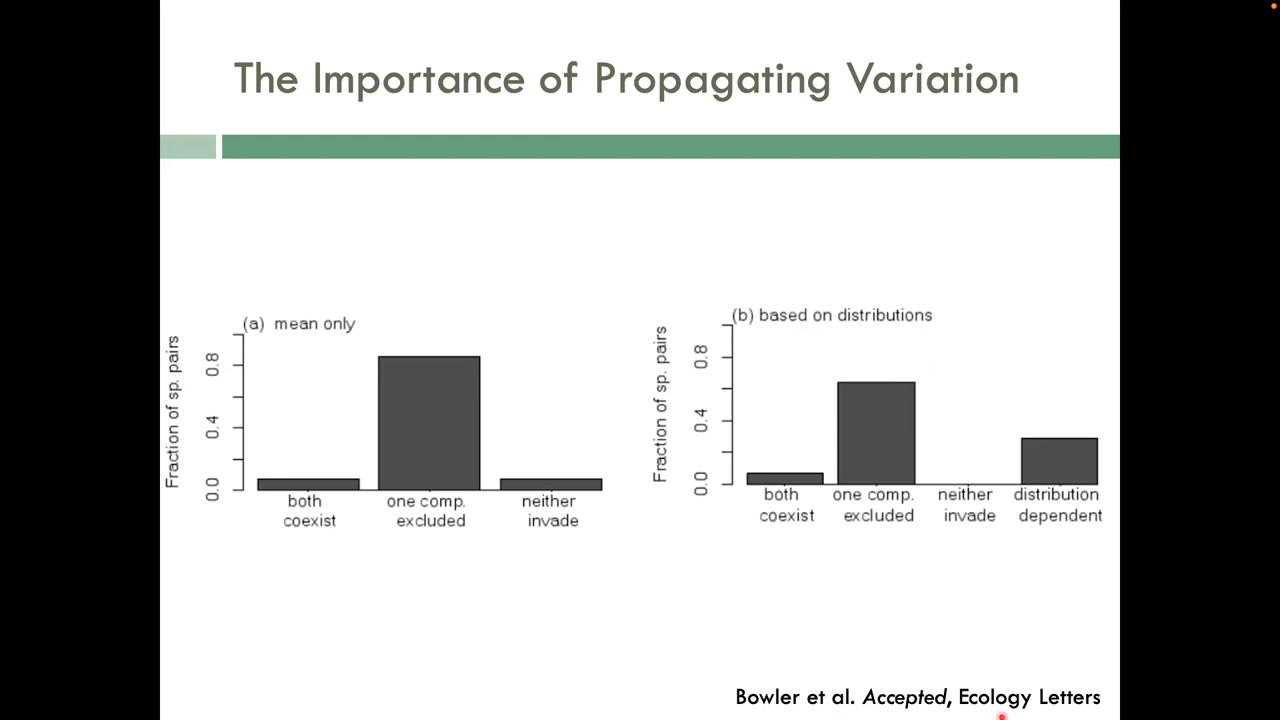 The Importance of Propagating Variation
(a) mean only
Fraction of sp. pairs
0.8
0.4
0.0
both coexist
one comp. excluded
neither invade
(b) based on distributions
Fraction of sp. pairs
0.8
0.4
0.0
both coexist
one comp. excluded
neither invade
distribution dependent
Bowler et al. Accepted, Ecology Letters